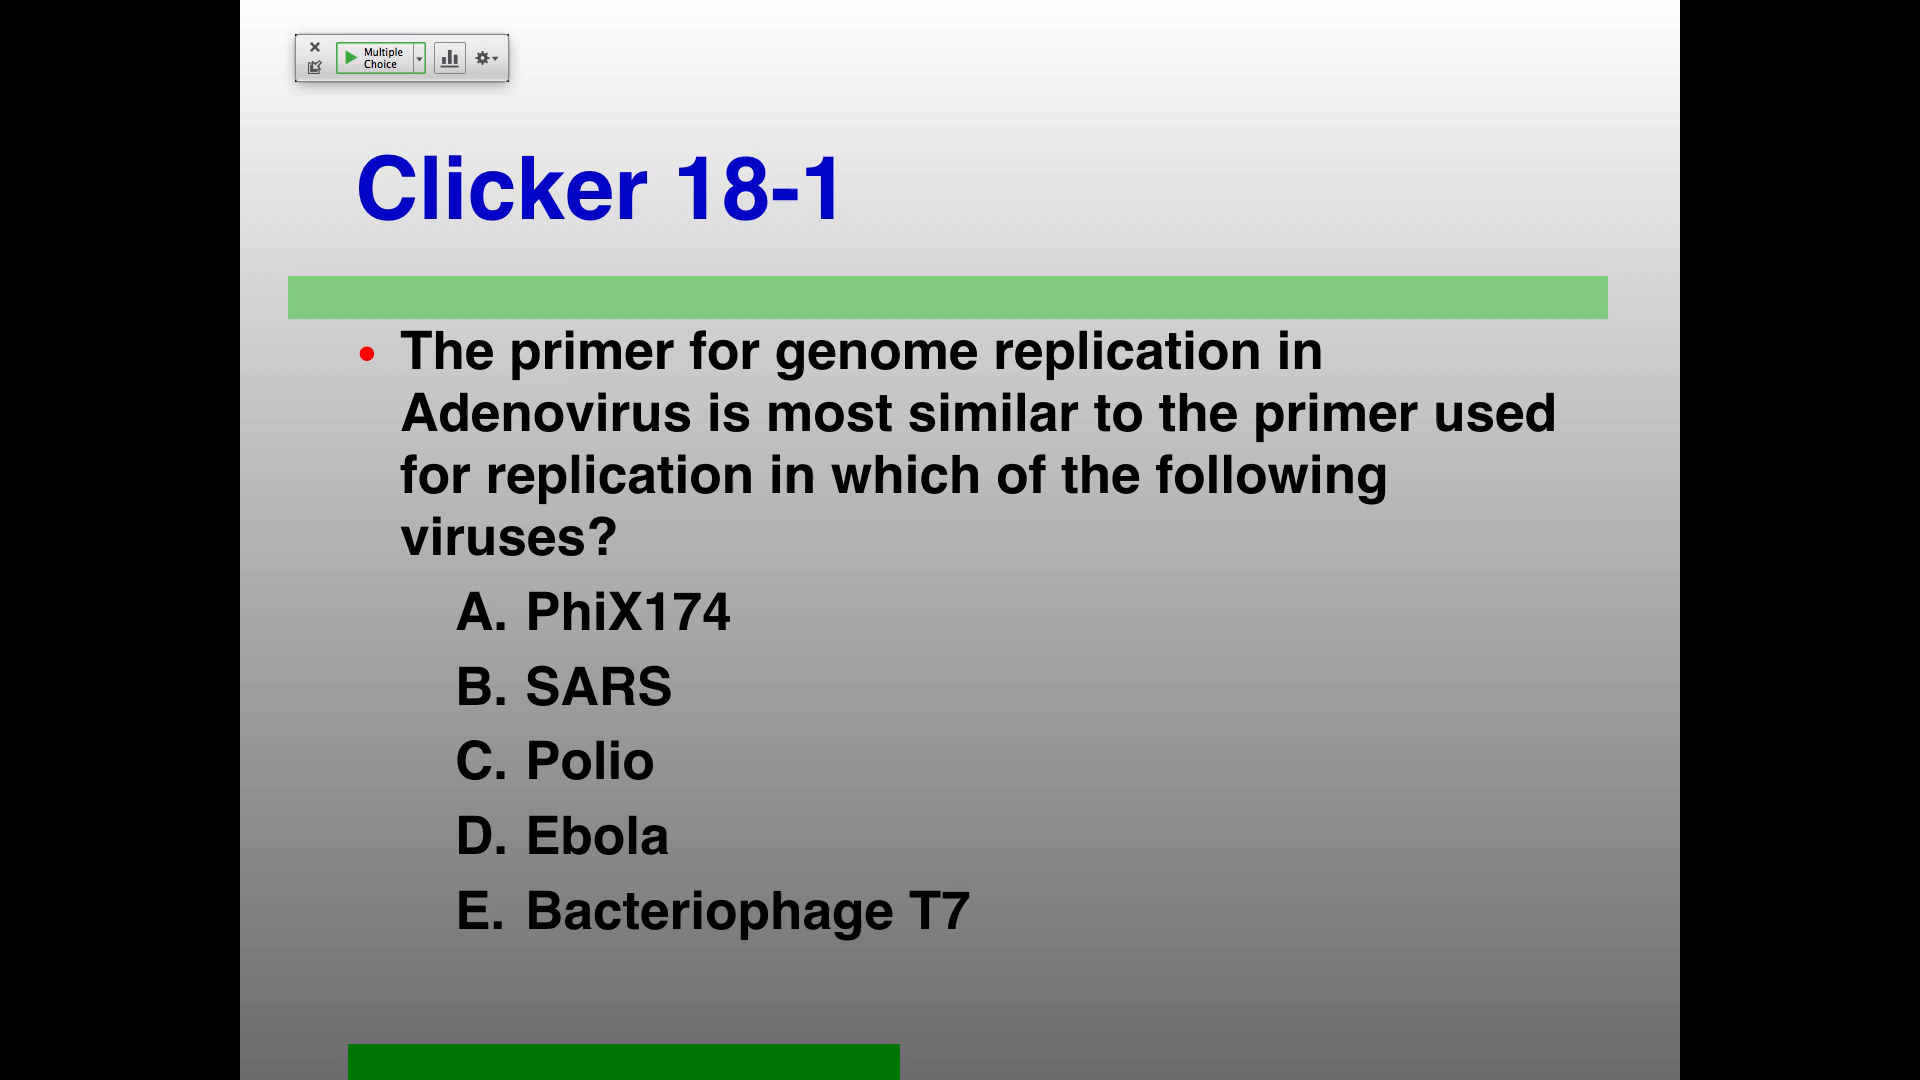 Multiple
Choice
Clicker 18-1
• The primer for genome replication in
Adenovirus is most similar to the primer used
for replication in which of the following
viruses?
A. PhiX174
B. SARS
C. Polio
D. Ebola
E. Bacteriophage T7